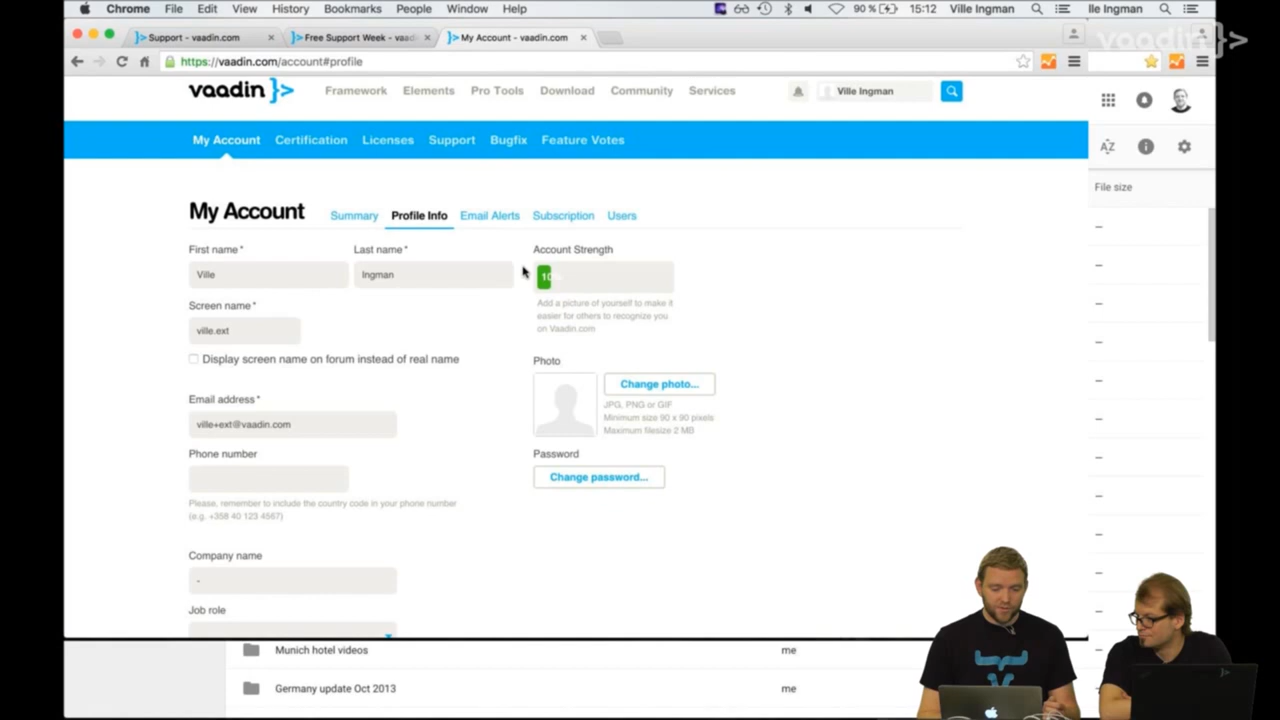 Chrome File Edit View History Bookmarks People Window Help 90 % 15:12 Ville Ingman lle Ingman
Support - vaadin.com Free Support Week - vaadi My Account - vaadin.com
vaadin }>
https://vaadin.com/account#profile
vaadin }> Framework Elements Pro Tools Download Community Services Ville Ingman
My Account Certification Licenses Support Bugfix Feature Votes
AZ
File size
My Account Summary Profile Info Email Alerts Subscription Users
First name * Last name * Account Strength
Ville Ingman 10%
Screen name * Add a picture of yourself to make it
easier for others to recognize you
on Vaadin.com
ville.ext
Display screen name on forum instead of real name
Photo
Change photo...
JPG, PNG or GIF
Minimum size 90 x 90 pixels
Maximum filesize 2 MB
Email address *
ville+ext@vaadin.com
Phone number Password
Change password...
Please, remember to include the country code in your phone number
(e.g. +358 40 123 4567)
Company name
-
Job role
Munich hotel videos me
Germany update Oct 2013 me